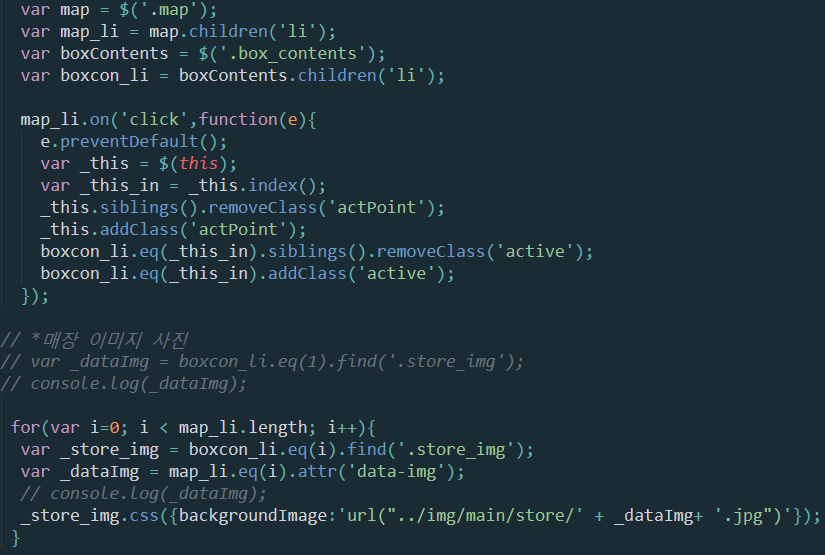 var map = $('.map');
var map_li = map.children('li');
var boxContents = $('.box_contents');
var boxcon_li = boxContents.children('li');
map_li.on('click',function(e){
e.preventDefault();
var _this = $(this);
var _this_in = _this.index();
_this.siblings().removeClass('actPoint');
_this.addClass('actPoint');
boxcon_li.eq(_this_in).siblings().removeClass('active');
boxcon_li.eq(_this_in).addClass('active');
});
// *매장 이미지 사진
// var _dataImg = boxcon_li.eq(1).find('.store_img');
// console.log(_dataImg);
for(var i=0; i < map_li.length; i++){
var _store_img = boxcon_li.eq(i).find('.store_img');
var _dataImg = map_li.eq(i).attr('data-img');
// console.log(_dataImg);
_store_img.css({backgroundImage:'url("../img/main/store/' + _dataImg+ '.jpg")'});
}